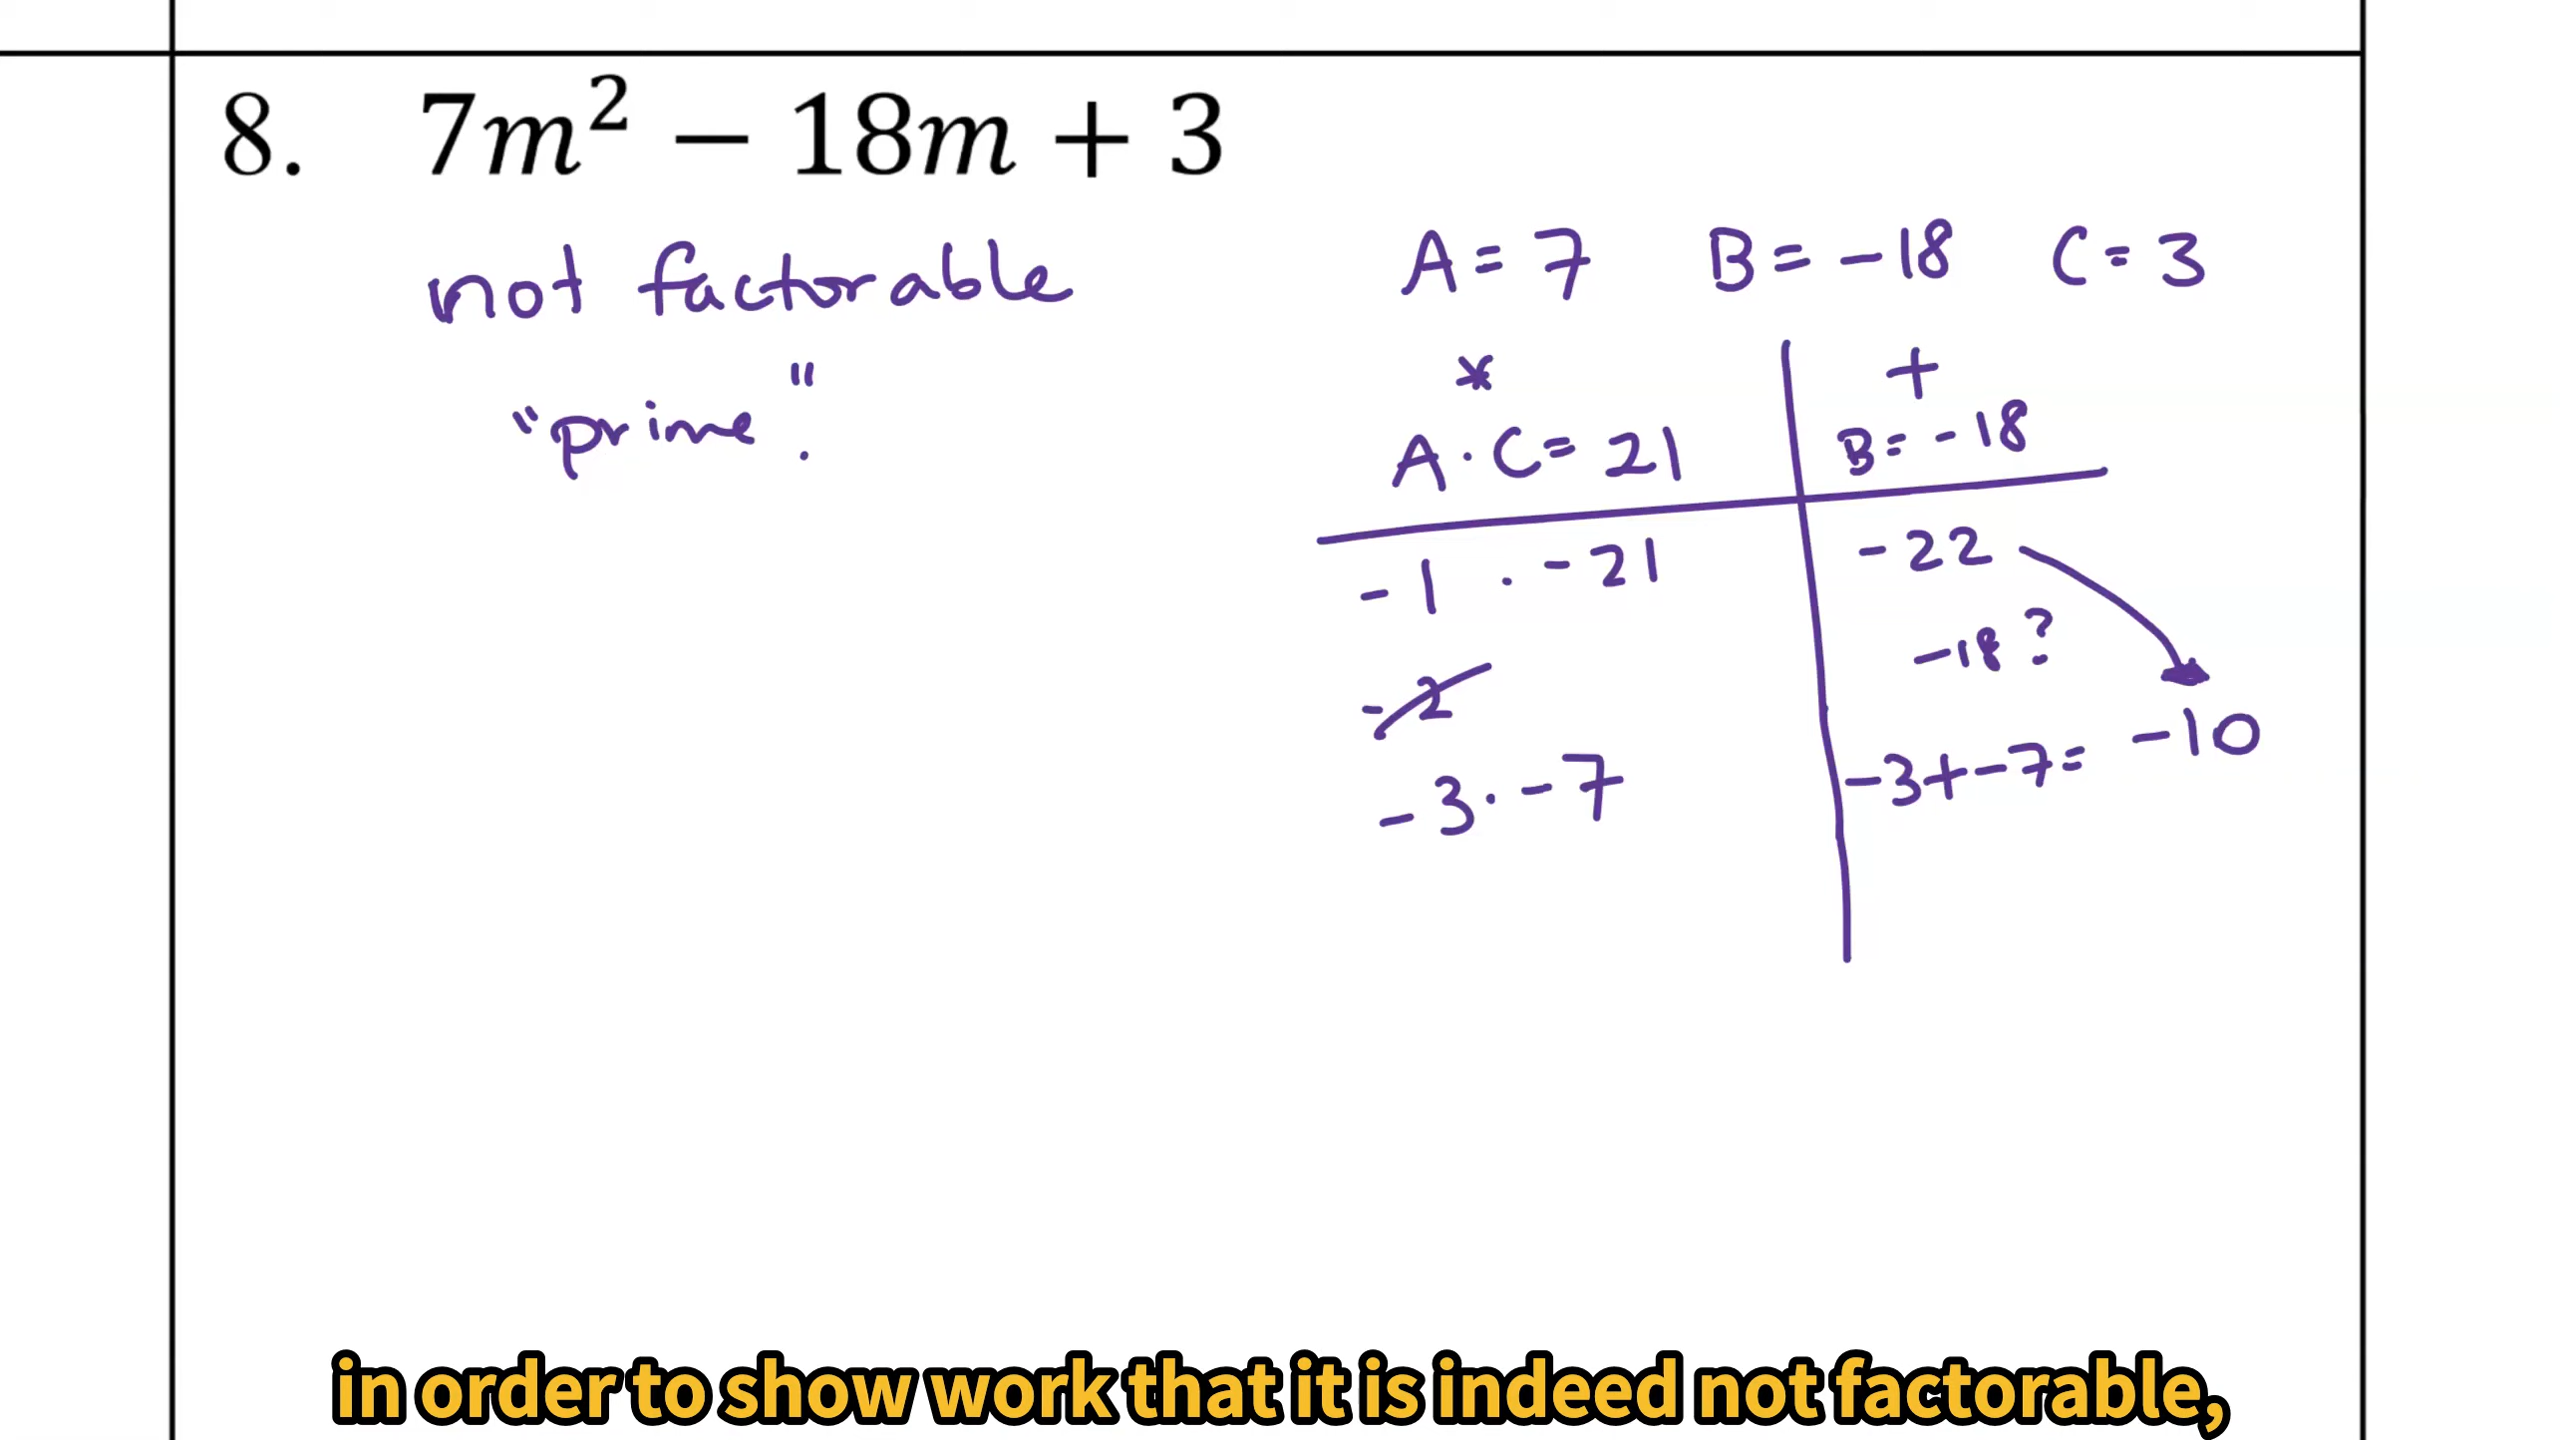 8. 7m² − 18m + 3
not factorable
"prime."
A = 7 B = -18 C = 3
* +
A · C = 21 B = -18
-1 · -21 -22
-18?
-2
-3 · -7 -3 + -7 = -10
in order to show work that it is indeed not factorable,